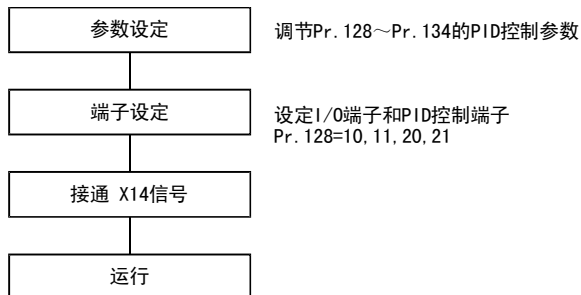 参数设定
调节Pr.128～Pr.134的PID控制参数
端子设定
设定I/O端子和PID控制端子
Pr.128=10,11,20,21
接通 X14信号
运行